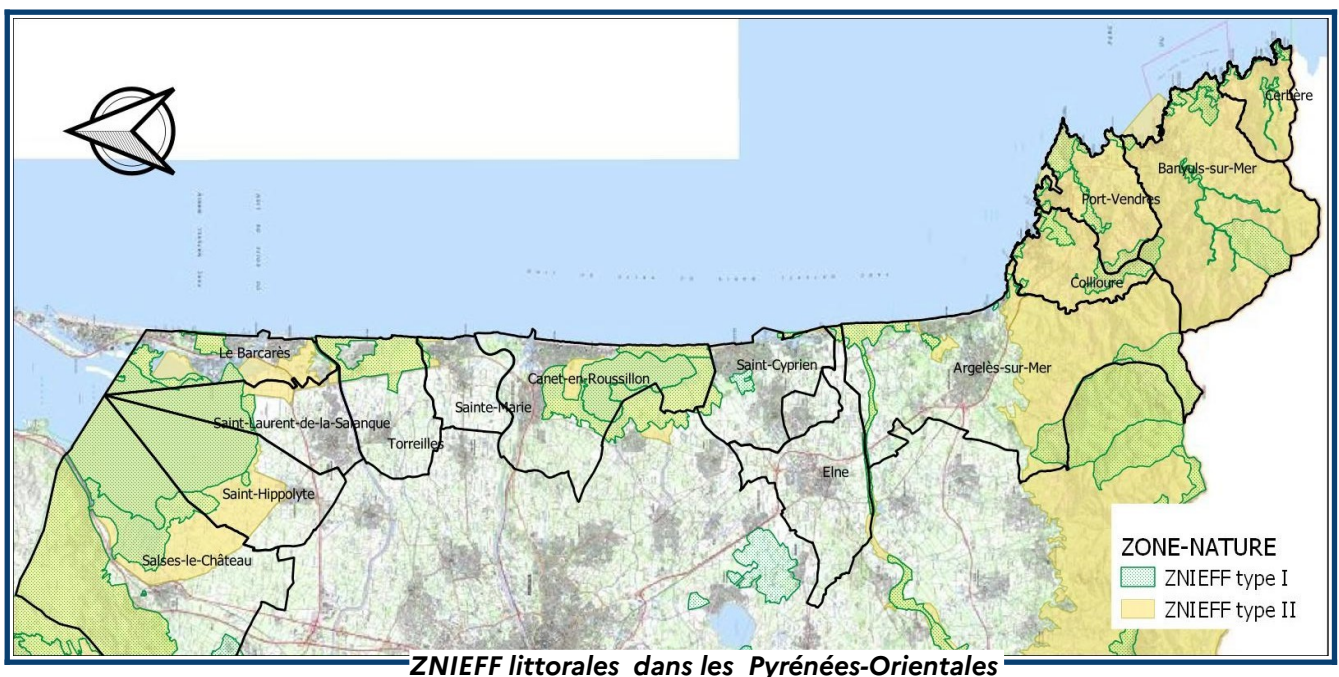 Cerbère
Banyuls-sur-Mer
Port-Vendres
Collioure
Le Barcarès
Canet-en-Roussillon
Saint-Cyprien
Argelès-sur-Mer
Sainte-Marie
Saint-Laurent-de-la-Salanque
Torreilles
Elne
Saint-Hippolyte
Salses-le-Château
ZONE-NATURE
ZNIEFF type I
ZNIEFF type II
ZNIEFF littorales dans les Pyrénées-Orientales